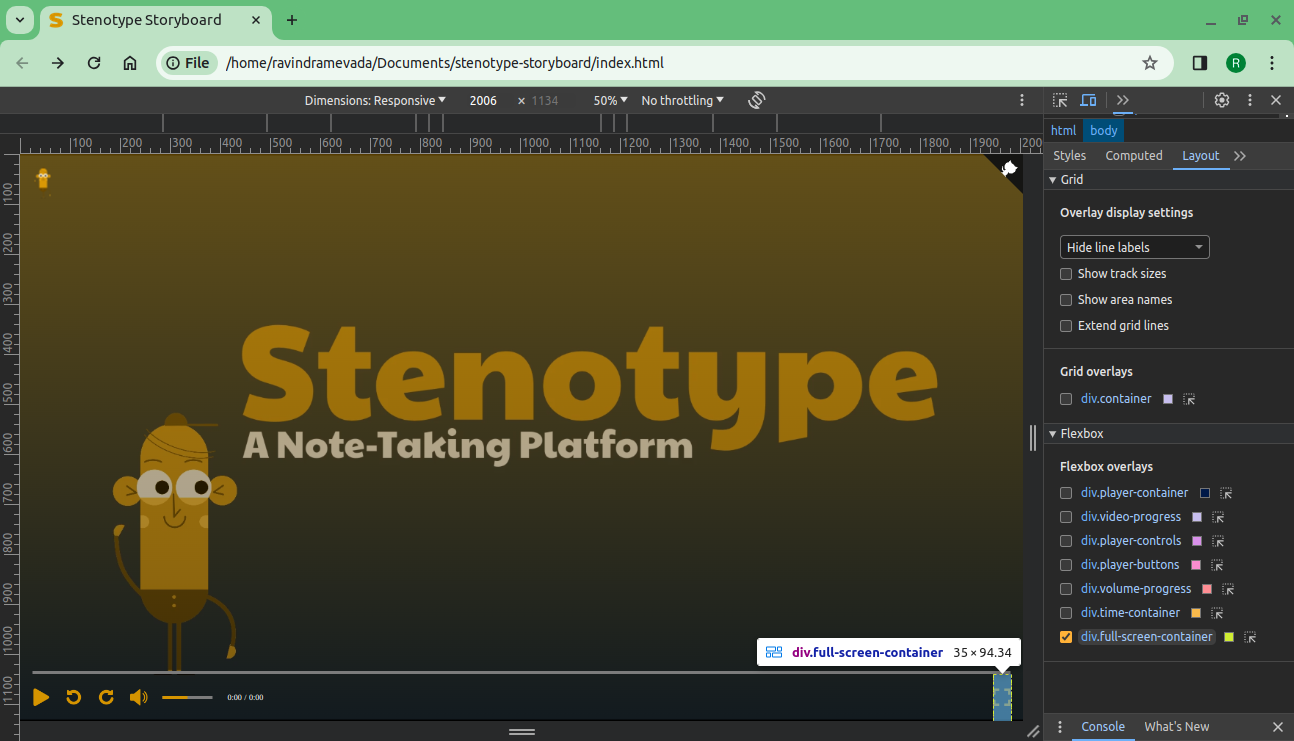 Stenotype Storyboard
File
/home/ravindramevada/Documents/stenotype-storyboard/index.html
R
Dimensions: Responsive 2006 × 1134 50% No throttling
html body
100 200 300 400 500 600 700 800 900 1000 1100 1200 1300 1400 1500 1600 1700 1800 1900 200
Styles Computed Layout
100
200
300
400
500
600
700
800
900
1000
1100
Grid
Overlay display settings
Hide line labels
Show track sizes
Show area names
Extend grid lines
Grid overlays
div.container
Flexbox
Flexbox overlays
div.player-container
div.video-progress
div.player-controls
div.player-buttons
div.volume-progress
div.time-container
div.full-screen-container
Stenotype
A Note-Taking Platform
div.full-screen-container 35 × 94.34
0:00 / 0:00
Console What's New